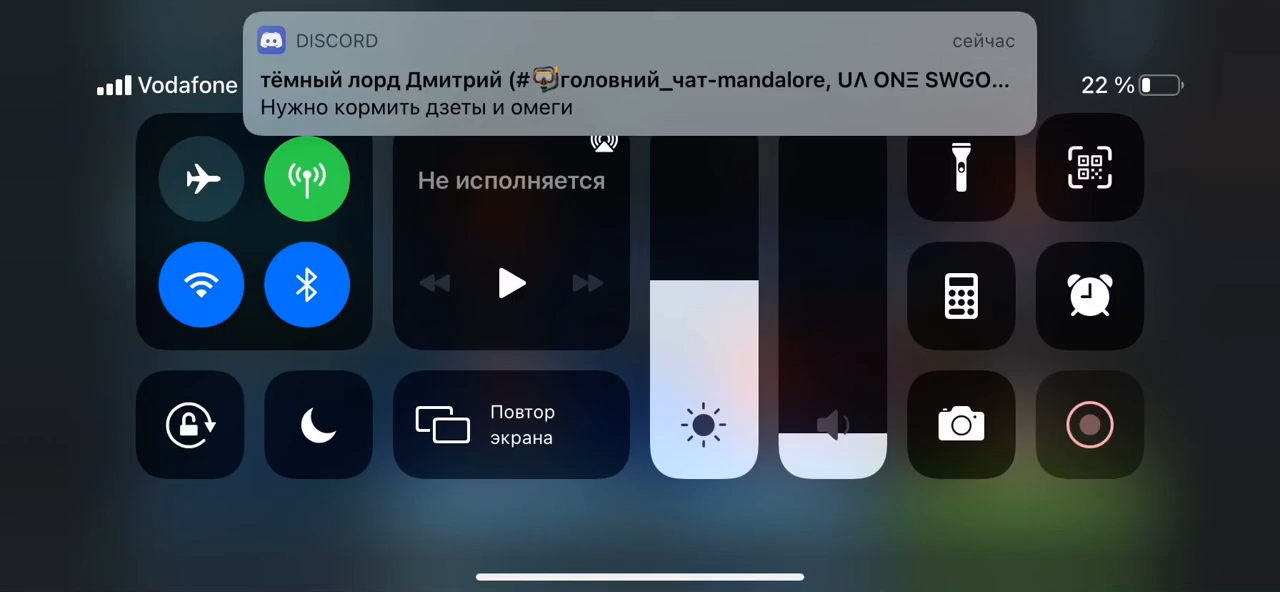 DISCORD
сейчас
тёмный лорд Дмитрий (#🤿головний_чат-mandalore, UΛ ONΞ SWGO...
Нужно кормить дзеты и омеги
Vodafone
22 %
Не исполняется
Повтор
экрана